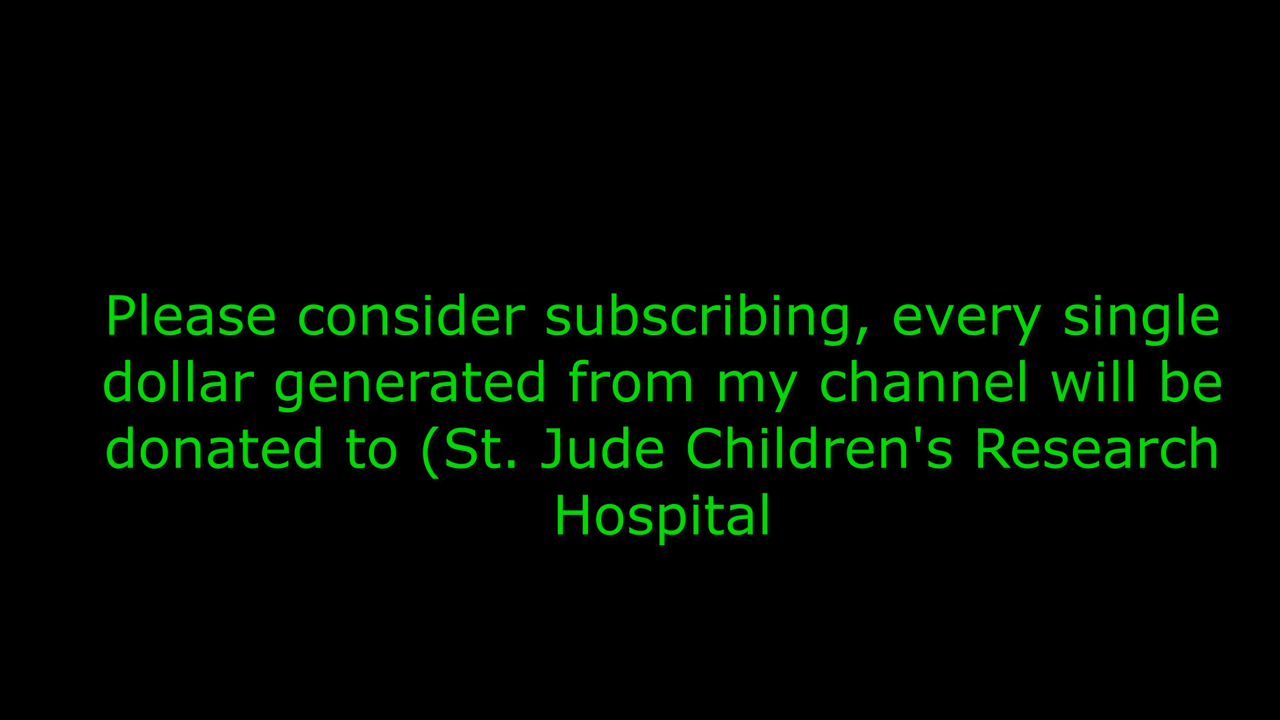 Please consider subscribing, every single
dollar generated from my channel will be
donated to (St. Jude Children's Research
Hospital